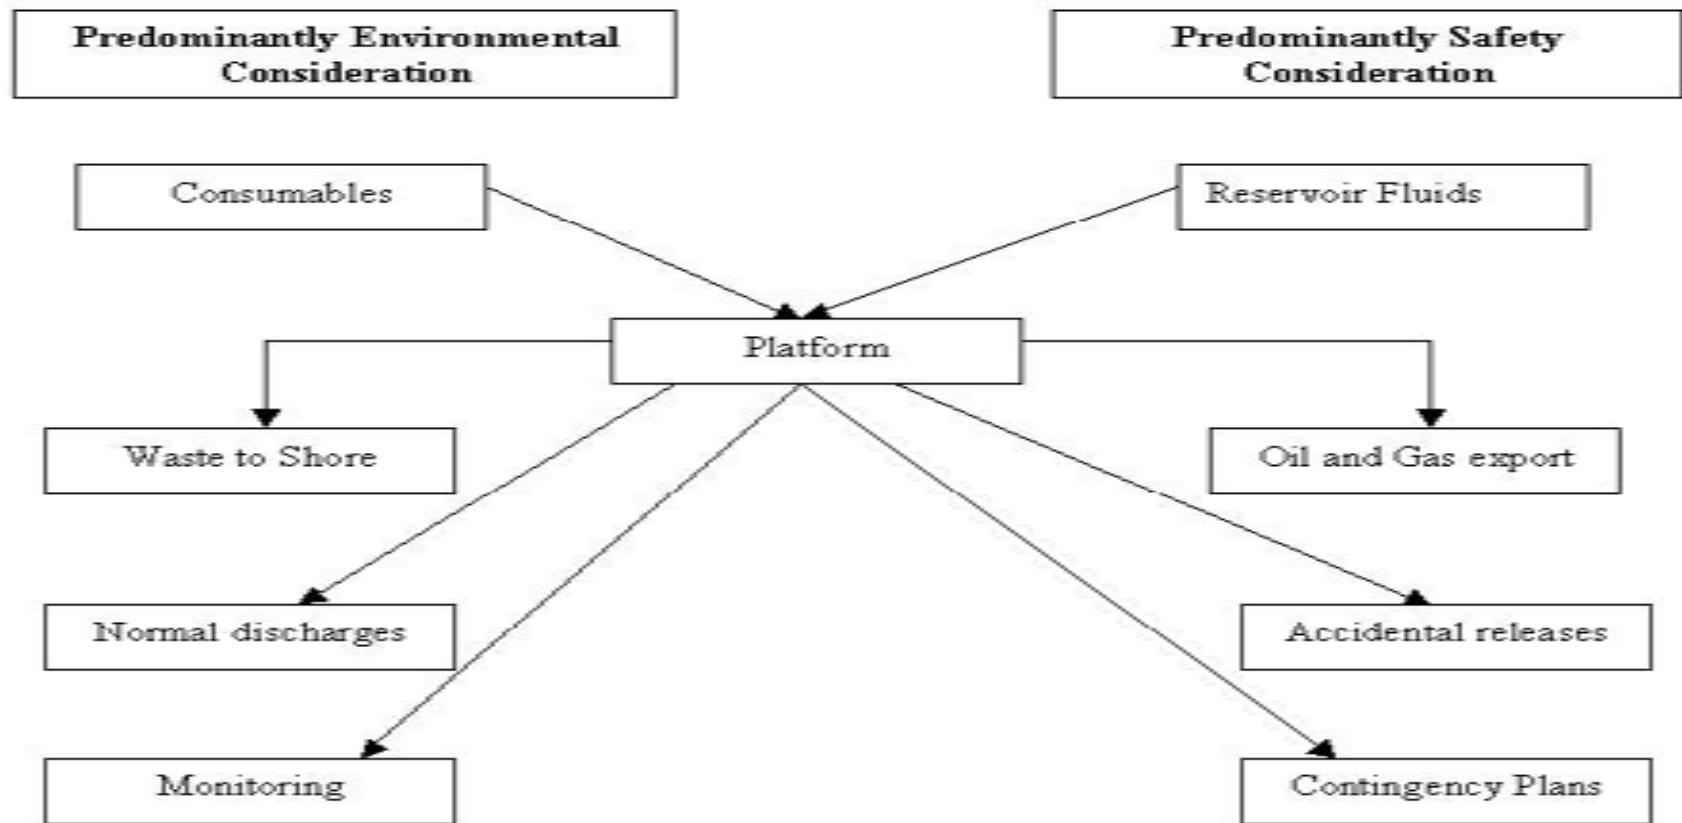 Predominantly Environmental
Consideration
Predominantly Safety
Consideration
Consumables
Reservoir Fluids
Platform
Waste to Shore
Oil and Gas export
Normal discharges
Accidental releases
Monitoring
Contingency Plans